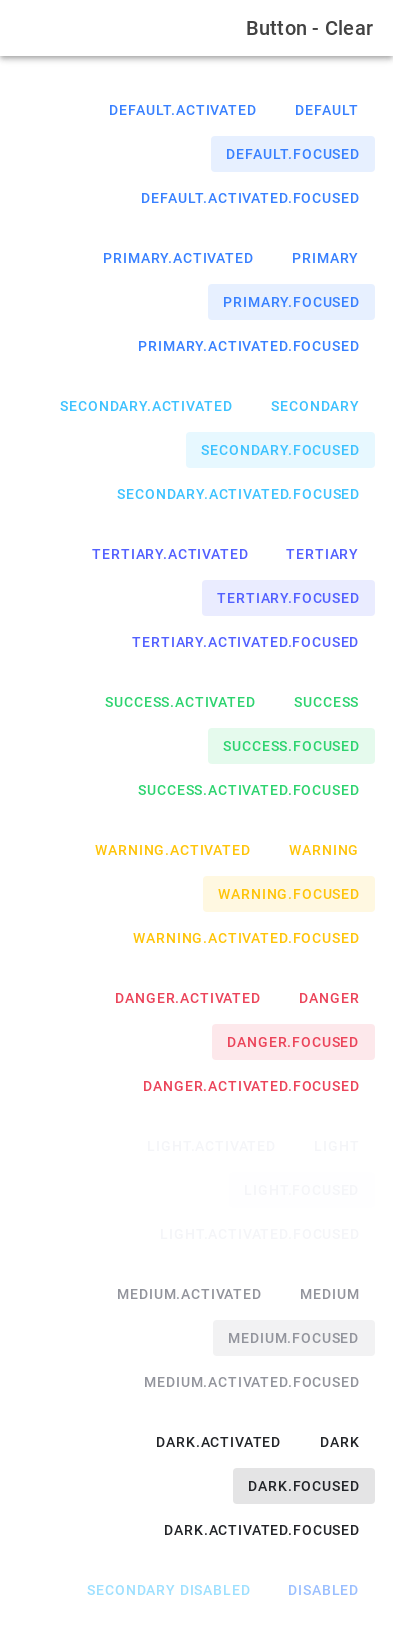 Button - Clear
DEFAULT.ACTIVATED DEFAULT
DEFAULT.FOCUSED
DEFAULT.ACTIVATED.FOCUSED
PRIMARY.ACTIVATED PRIMARY
PRIMARY.FOCUSED
PRIMARY.ACTIVATED.FOCUSED
SECONDARY.ACTIVATED SECONDARY
SECONDARY.FOCUSED
SECONDARY.ACTIVATED.FOCUSED
TERTIARY.ACTIVATED TERTIARY
TERTIARY.FOCUSED
TERTIARY.ACTIVATED.FOCUSED
SUCCESS.ACTIVATED SUCCESS
SUCCESS.FOCUSED
SUCCESS.ACTIVATED.FOCUSED
WARNING.ACTIVATED WARNING
WARNING.FOCUSED
WARNING.ACTIVATED.FOCUSED
DANGER.ACTIVATED DANGER
DANGER.FOCUSED
DANGER.ACTIVATED.FOCUSED
LIGHT.ACTIVATED LIGHT
LIGHT.FOCUSED
LIGHT.ACTIVATED.FOCUSED
MEDIUM.ACTIVATED MEDIUM
MEDIUM.FOCUSED
MEDIUM.ACTIVATED.FOCUSED
DARK.ACTIVATED DARK
DARK.FOCUSED
DARK.ACTIVATED.FOCUSED
SECONDARY DISABLED DISABLED